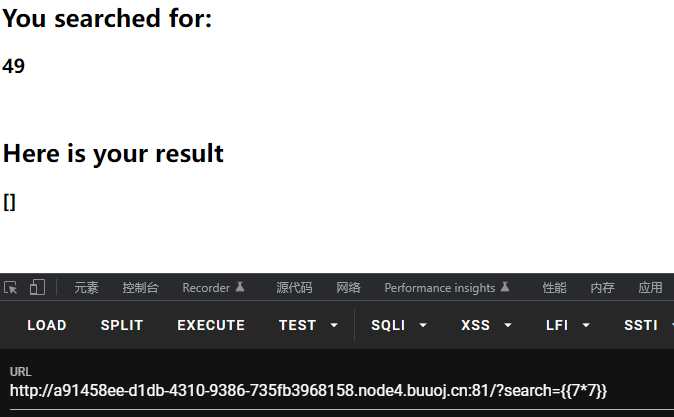 You searched for:
49
Here is your result
[]
元素 控制台 Recorder 源代码 网络 Performance insights 性能 内存 应用
LOAD SPLIT EXECUTE TEST SQLI XSS LFI SSTI
URL
http://a91458ee-d1db-4310-9386-735fb3968158.node4.buuoj.cn:81/?search={{7*7}}